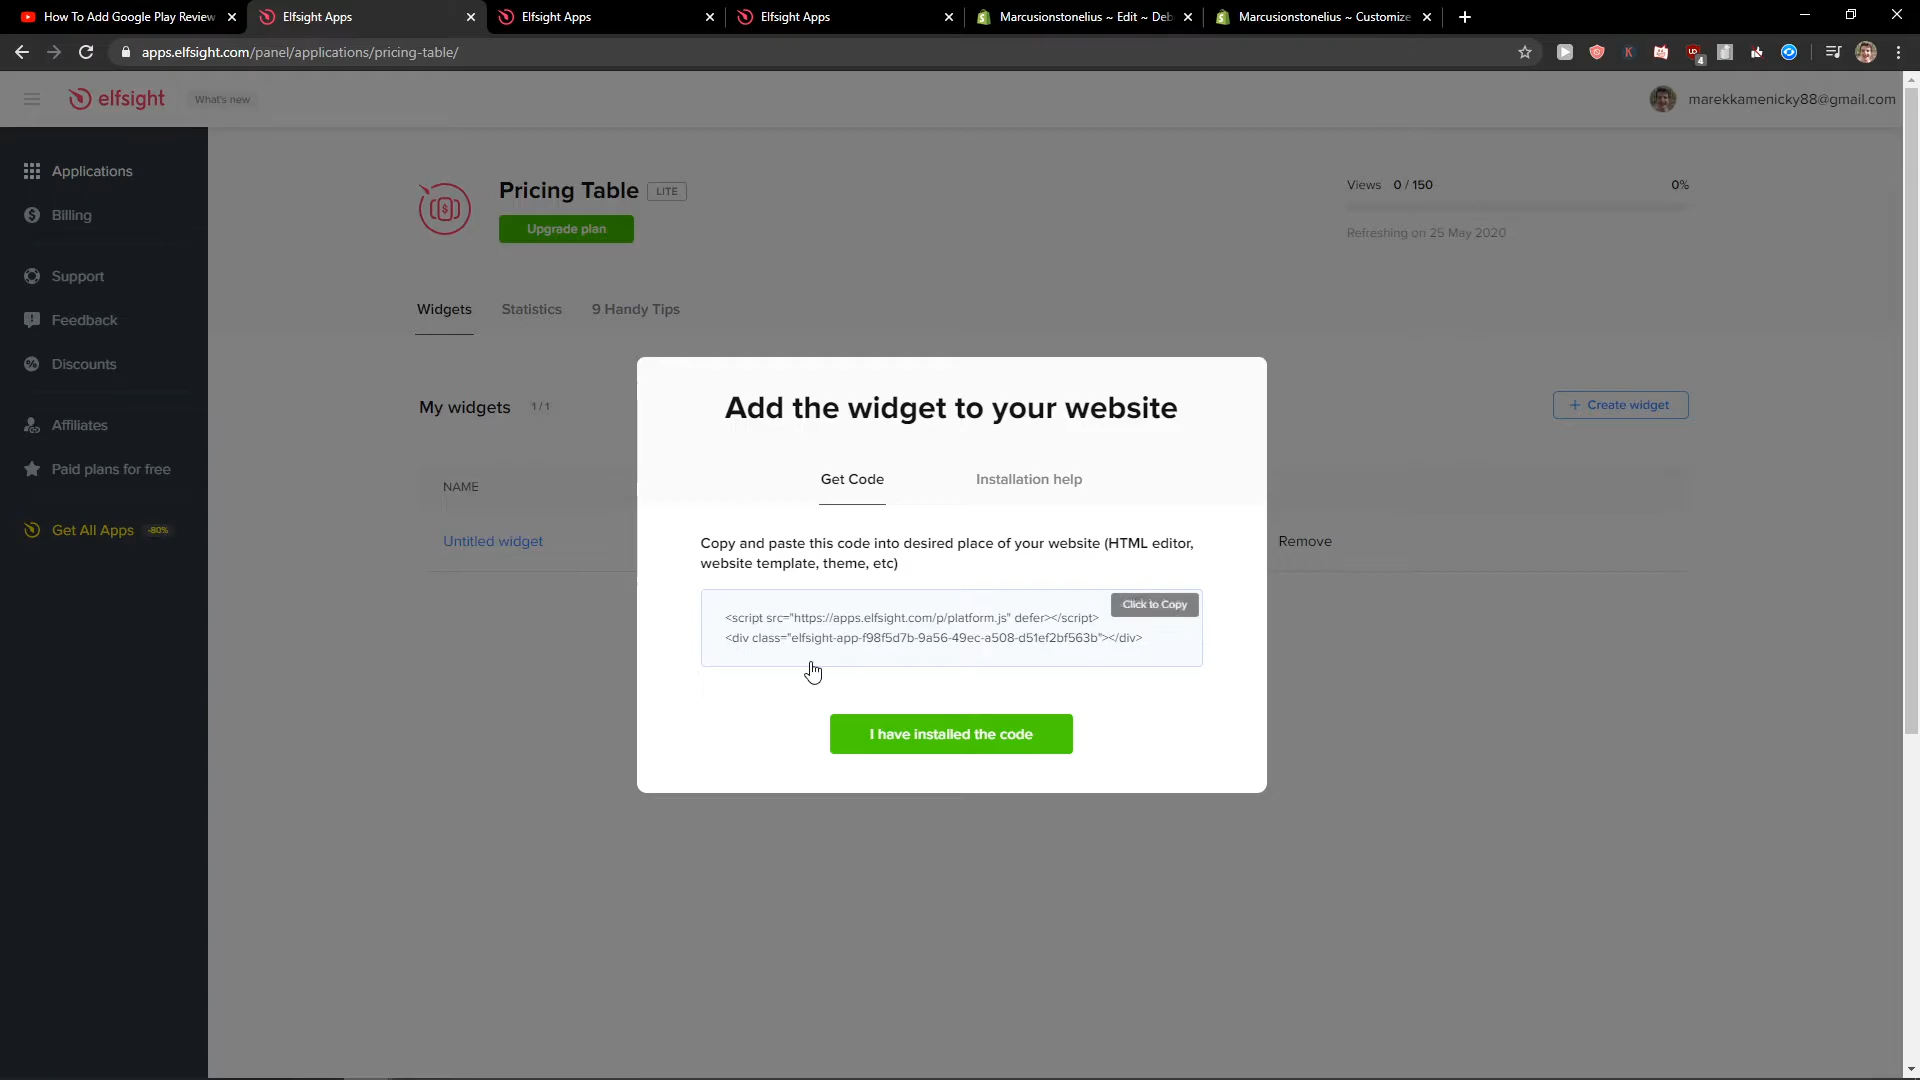 How To Add Google Play Review
Elfsight Apps
Elfsight Apps
Elfsight Apps
Marcusionstonelius ~ Edit ~ Deb
Marcusionstonelius ~ Customize
apps.elfsight.com/panel/applications/pricing-table/
K
4
elfsight
What's new
marekkamenicky88@gmail.com
Applications
Billing
Support
Feedback
Discounts
Affiliates
Paid plans for free
Get All Apps -80%
Pricing Table LITE
Upgrade plan
Views 0 / 150 0%
Refreshing on 25 May 2020
Widgets Statistics 9 Handy Tips
My widgets 1 / 1
+ Create widget
NAME
Untitled widget
Remove
Add the widget to your website
Get Code Installation help
Copy and paste this code into desired place of your website (HTML editor,
website template, theme, etc)
Click to Copy
<script src="https://apps.elfsight.com/p/platform.js" defer></script>
<div class="elfsight-app-f98f5d7b-9a56-49ec-a508-d51ef2bf563b"></div>
I have installed the code